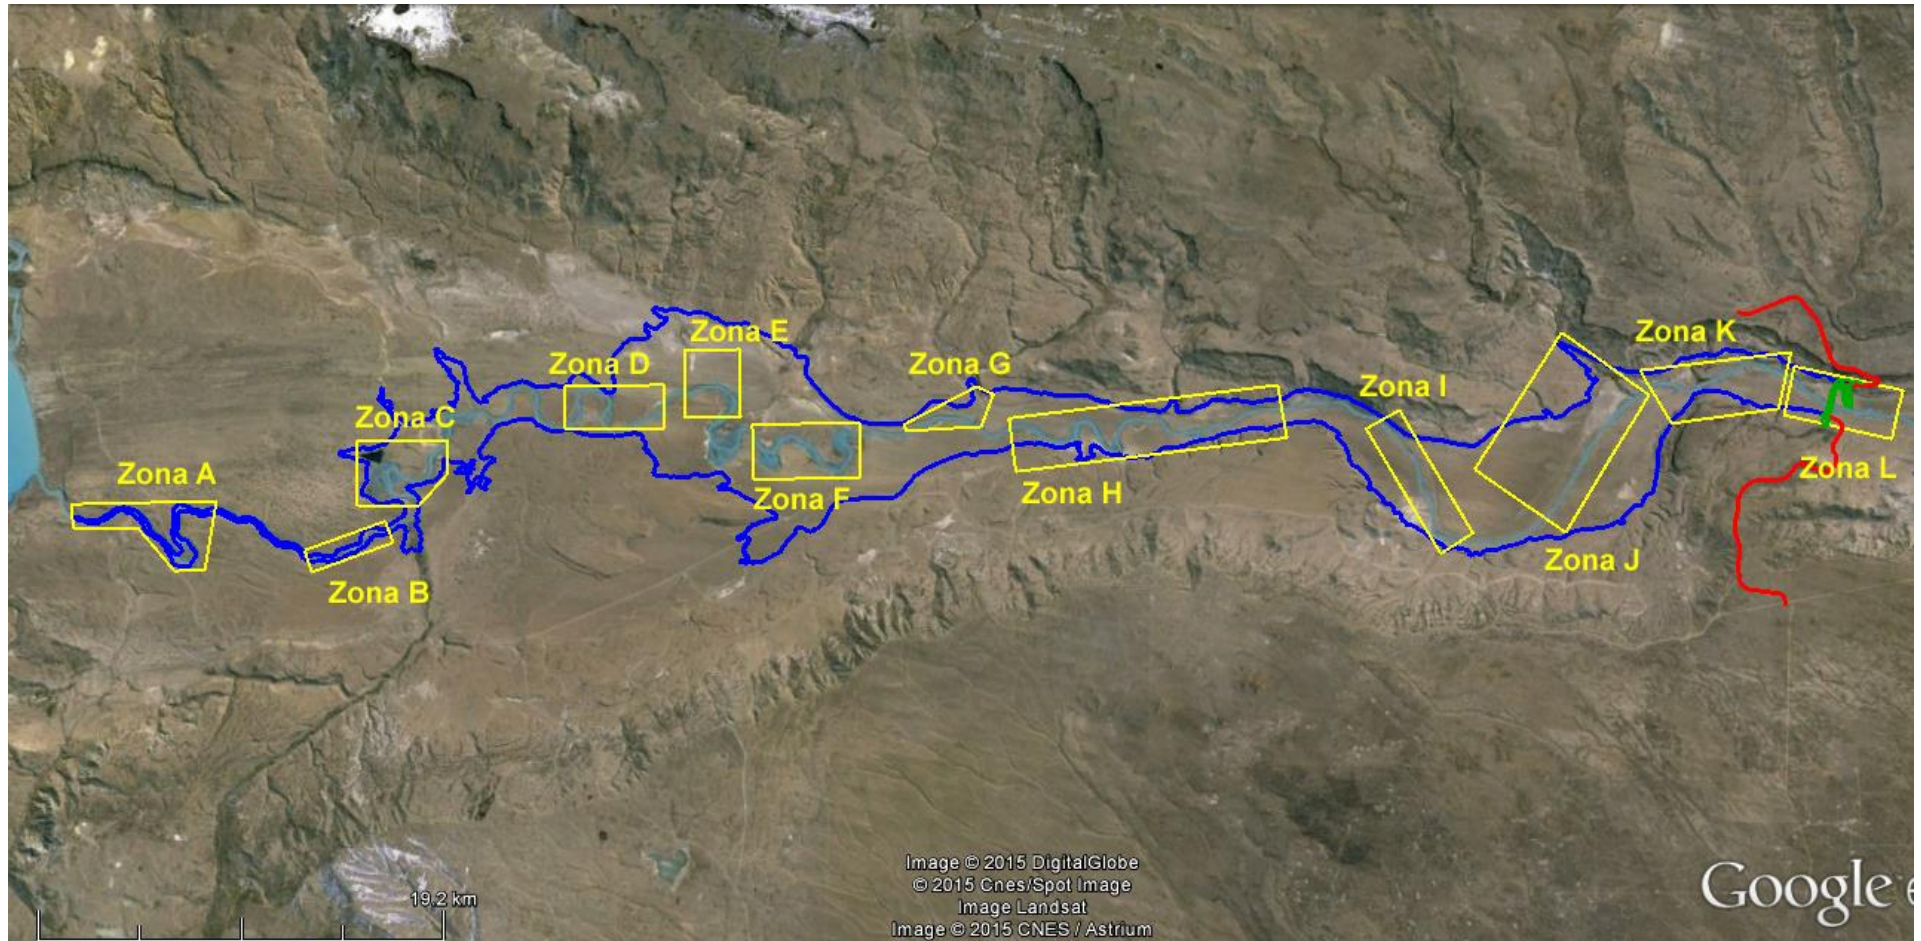 Zona E
Zona K
Zona D
Zona G
Zona I
Zona C
Zona A
Zona F
Zona H
Zona L
Zona J
Zona B
19.2 km
Image © 2015 DigitalGlobe
© 2015 Cnes/Spot Image
Image Landsat
Image © 2015 CNES / Astrium
Google e